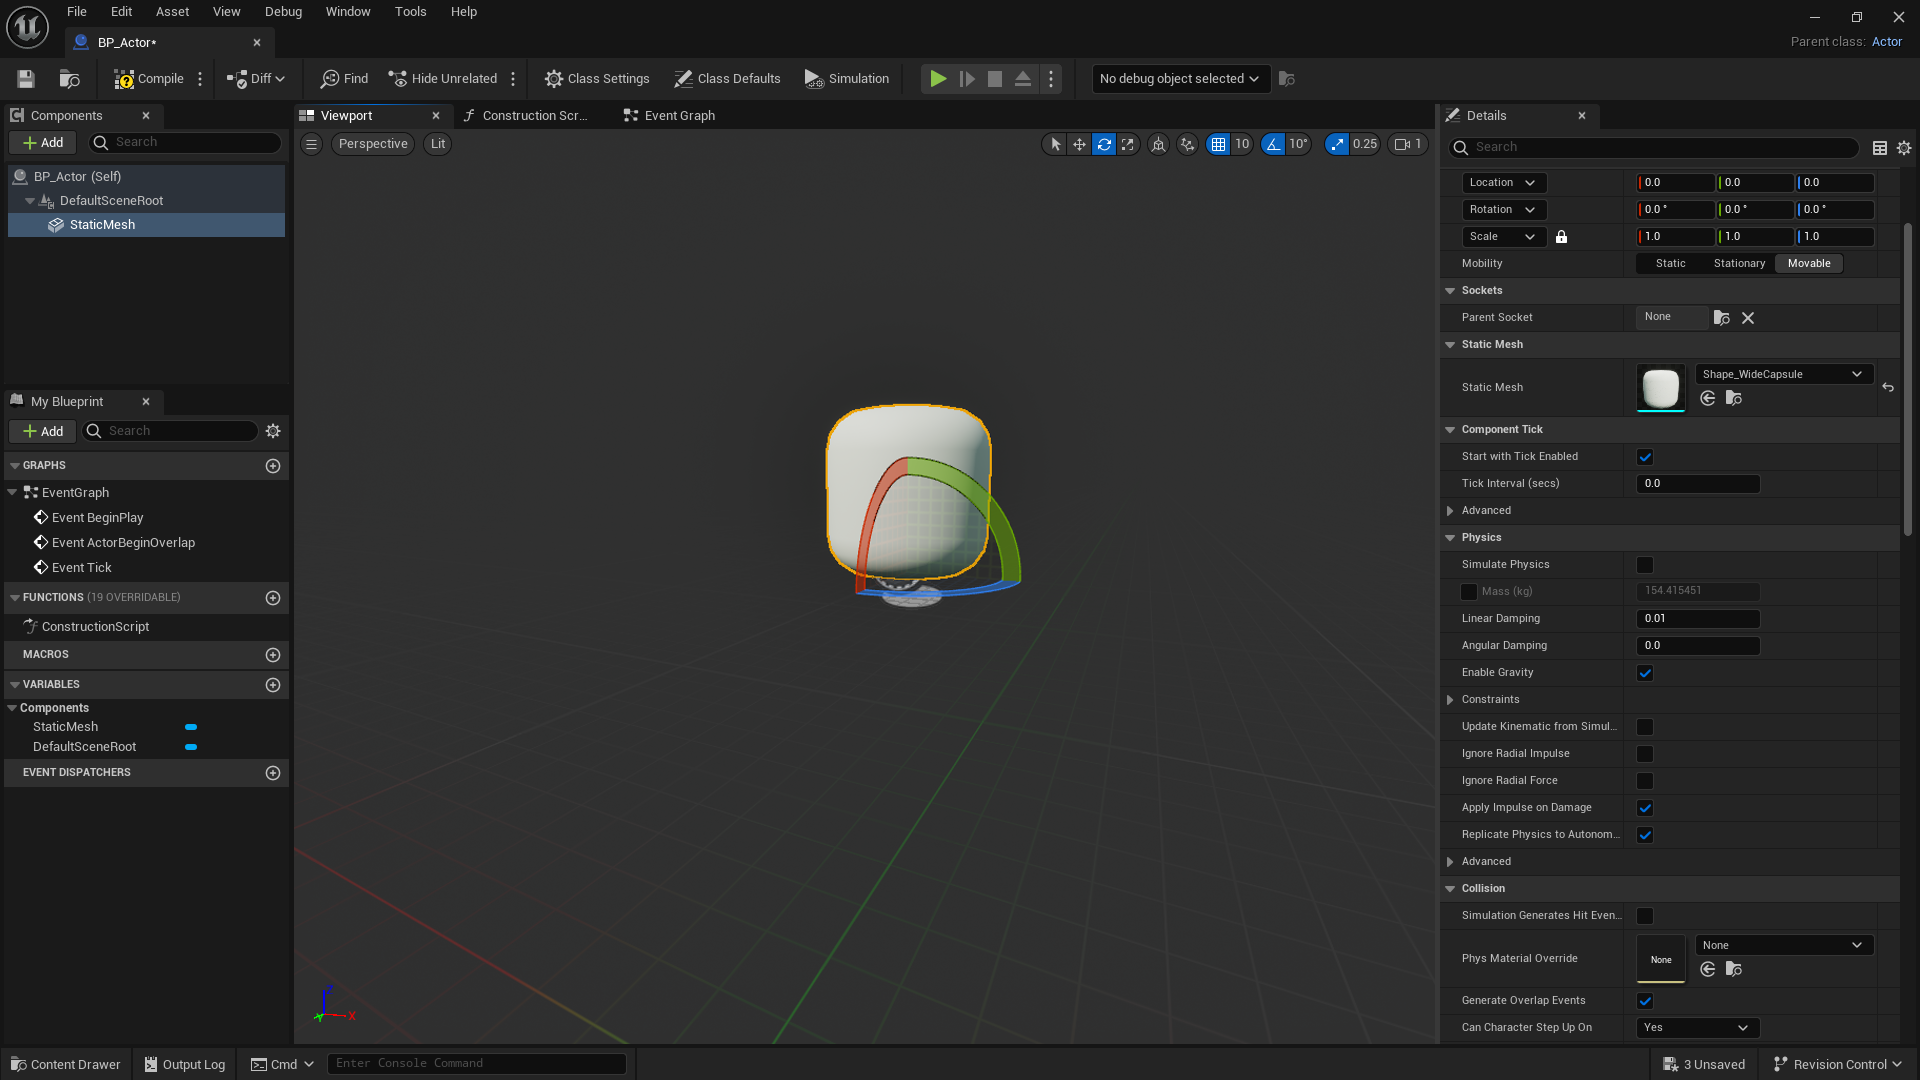 File Edit Asset View Debug Window Tools Help
BP_Actor*
Parent class: Actor
Compile Diff Find Hide Unrelated Class Settings Class Defaults Simulation No debug object selected
Components
Add Search
BP_Actor (Self)
DefaultSceneRoot
StaticMesh
My Blueprint
Add Search
GRAPHS
EventGraph
Event BeginPlay
Event ActorBeginOverlap
Event Tick
FUNCTIONS (19 OVERRIDABLE)
ConstructionScript
MACROS
VARIABLES
Components
StaticMesh
DefaultSceneRoot
EVENT DISPATCHERS
Viewport Construction Scr... Event Graph
Perspective Lit 10 10° 0.25 1
Z
Y X
Details
Search
Location 0.0 0.0 0.0
Rotation 0.0 ° 0.0 ° 0.0 °
Scale 1.0 1.0 1.0
Mobility Static Stationary Movable
Sockets
Parent Socket None
Static Mesh
Static Mesh Shape_WideCapsule
Component Tick
Start with Tick Enabled
Tick Interval (secs) 0.0
Advanced
Physics
Simulate Physics
Mass (kg) 154.415451
Linear Damping 0.01
Angular Damping 0.0
Enable Gravity
Constraints
Update Kinematic from Simul...
Ignore Radial Impulse
Ignore Radial Force
Apply Impulse on Damage
Replicate Physics to Autonom...
Advanced
Collision
Simulation Generates Hit Even...
Phys Material Override None None
Generate Overlap Events
Can Character Step Up On Yes
Content Drawer Output Log Cmd Enter Console Command 3 Unsaved Revision Control